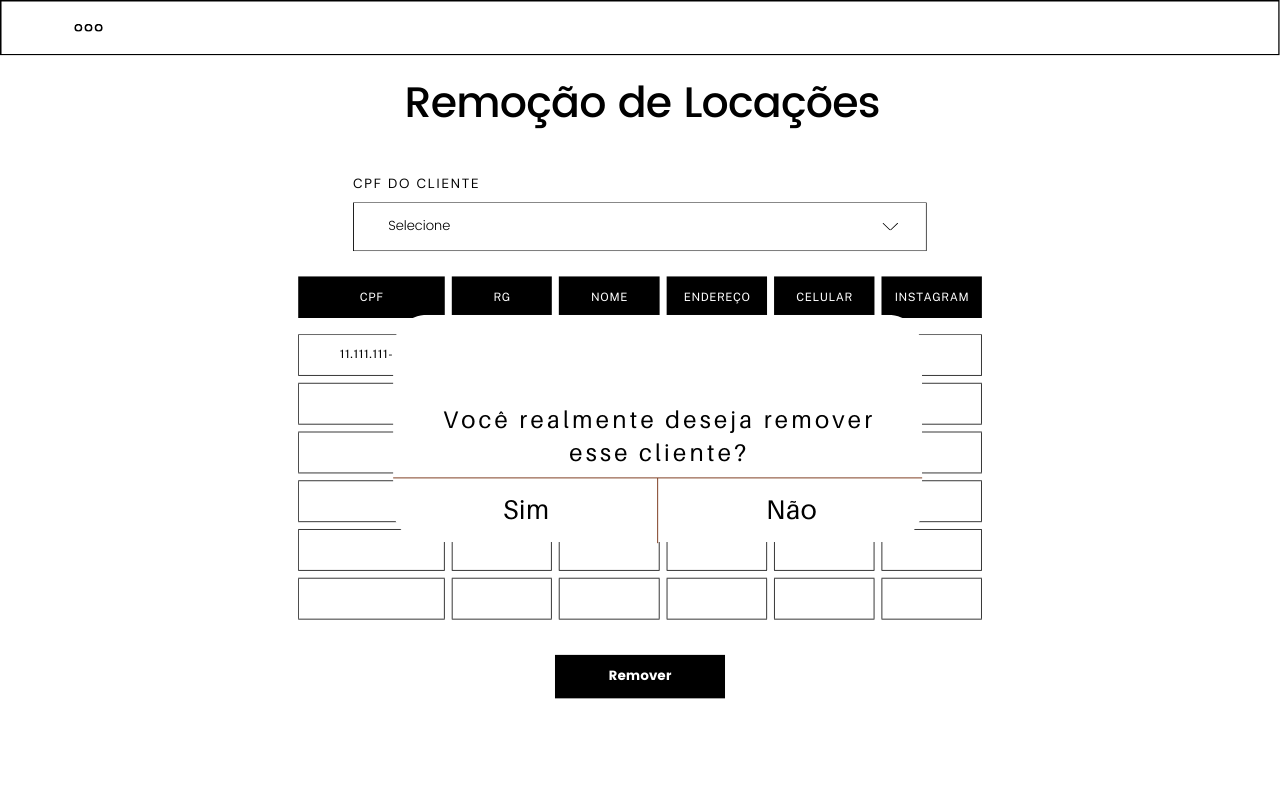 Remoção de Locações
CPF DO CLIENTE
Selecione
CPF RG NOME ENDEREÇO CELULAR INSTAGRAM
11.111.111-
Você realmente deseja remover
esse cliente?
Sim Não
Remover